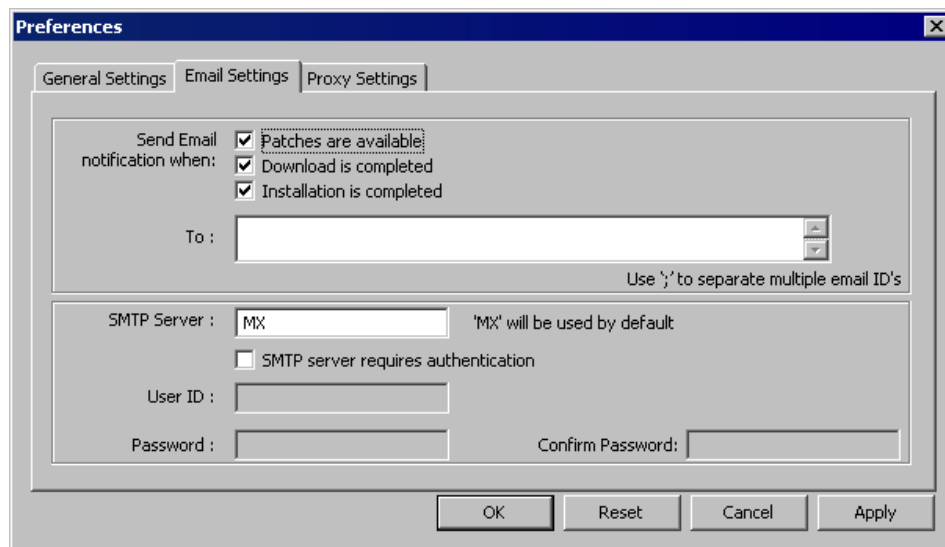 Preferences
General Settings Email Settings Proxy Settings
Send Email notification when:
Patches are available
Download is completed
Installation is completed
To :
Use ';' to separate multiple email ID's
SMTP Server : MX 'MX' will be used by default
SMTP server requires authentication
User ID :
Password : Confirm Password:
OK Reset Cancel Apply